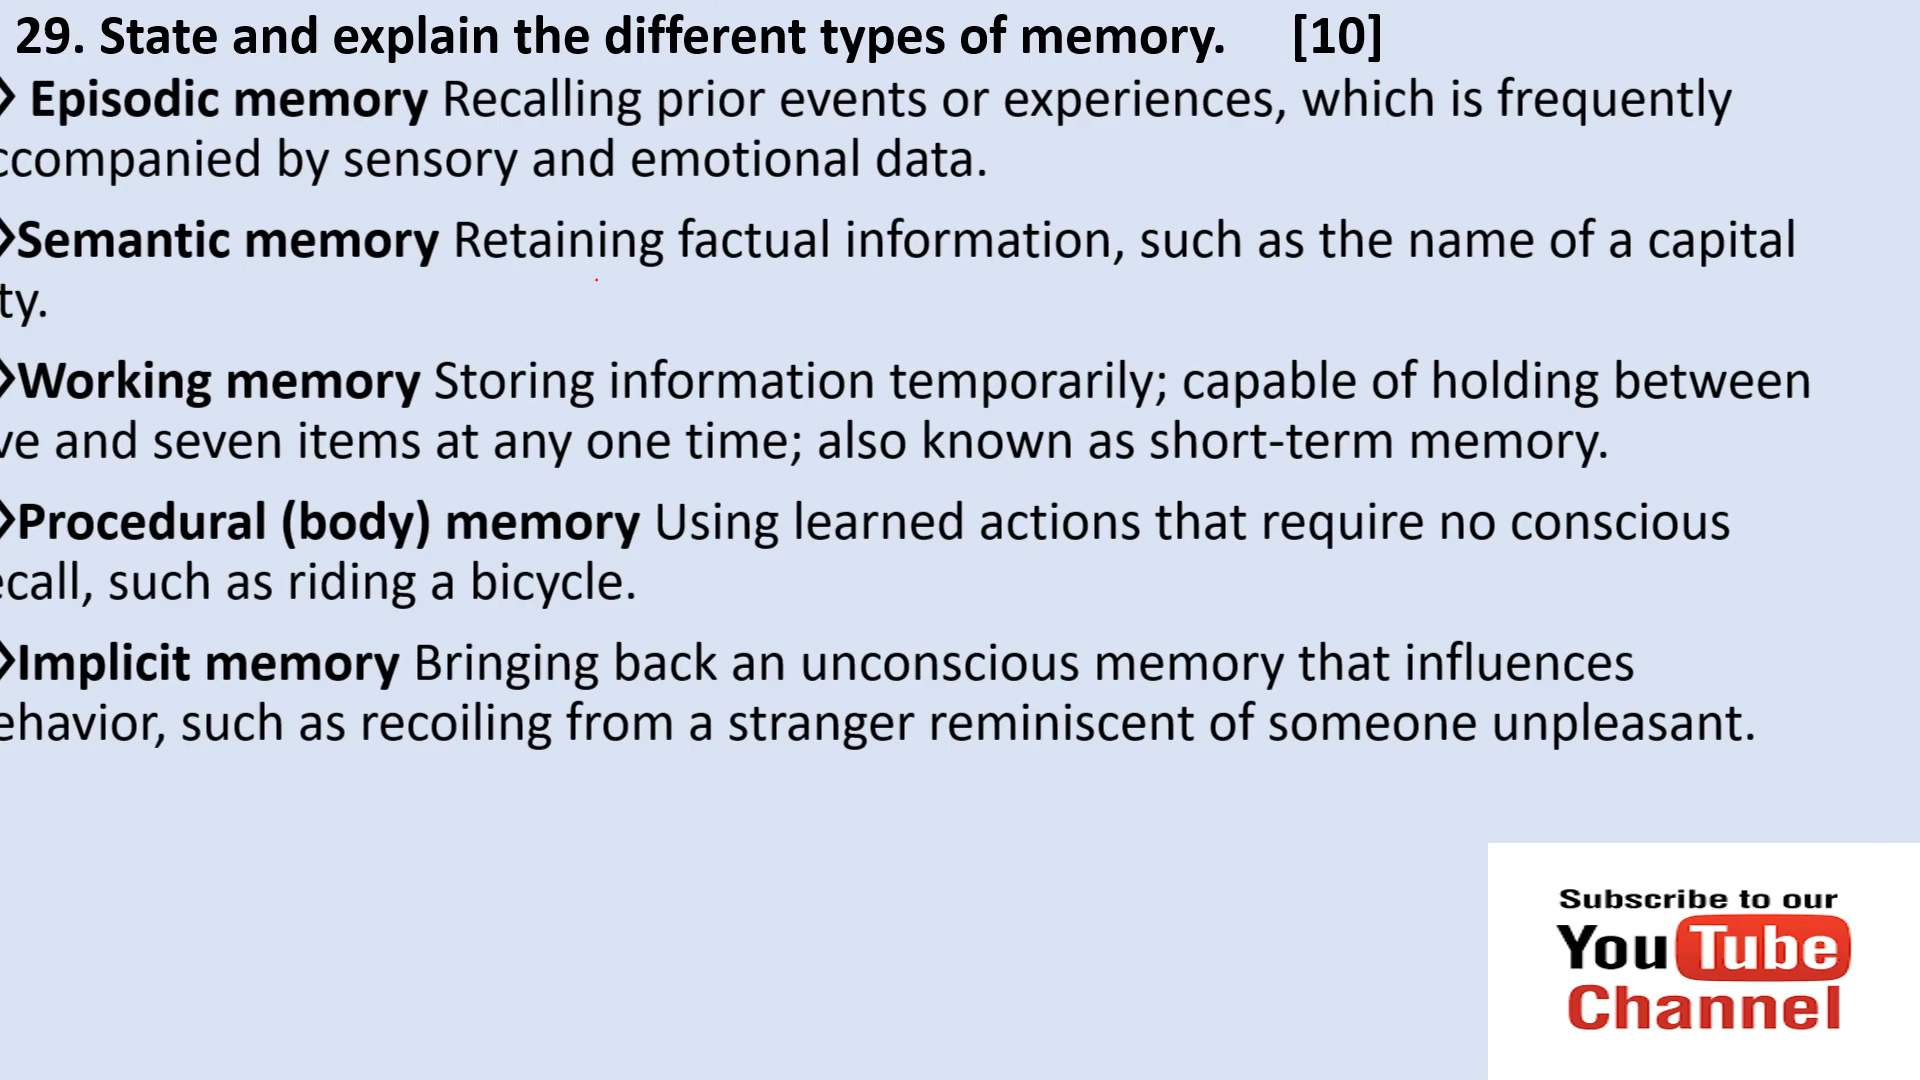 29. State and explain the different types of memory. [10]
Episodic memory Recalling prior events or experiences, which is frequently
ccompanied by sensory and emotional data.
Semantic memory Retaining factual information, such as the name of a capital
ty.
Working memory Storing information temporarily; capable of holding between
ve and seven items at any one time; also known as short-term memory.
Procedural (body) memory Using learned actions that require no conscious
ecall, such as riding a bicycle.
Implicit memory Bringing back an unconscious memory that influences
ehavior, such as recoiling from a stranger reminiscent of someone unpleasant.
Subscribe to our
YouTube
Channel